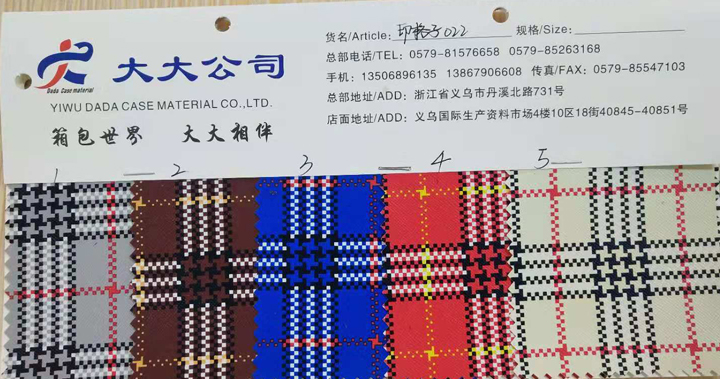 Dada Case material
大大公司
YIWU DADA CASE MATERIAL CO.,LTD.
箱包世界 大大相伴
货名/Article: 印格子022 规格/Size:
总部电话/TEL: 0579-81576658 0579-85263168
手机: 13506896135 13867906608 传真/FAX: 0579-85547103
总部地址/ADD: 浙江省义乌市丹溪北路731号
店面地址/ADD: 义乌国际生产资料市场4楼10区18街40845-40851号
1 2 3 4 5